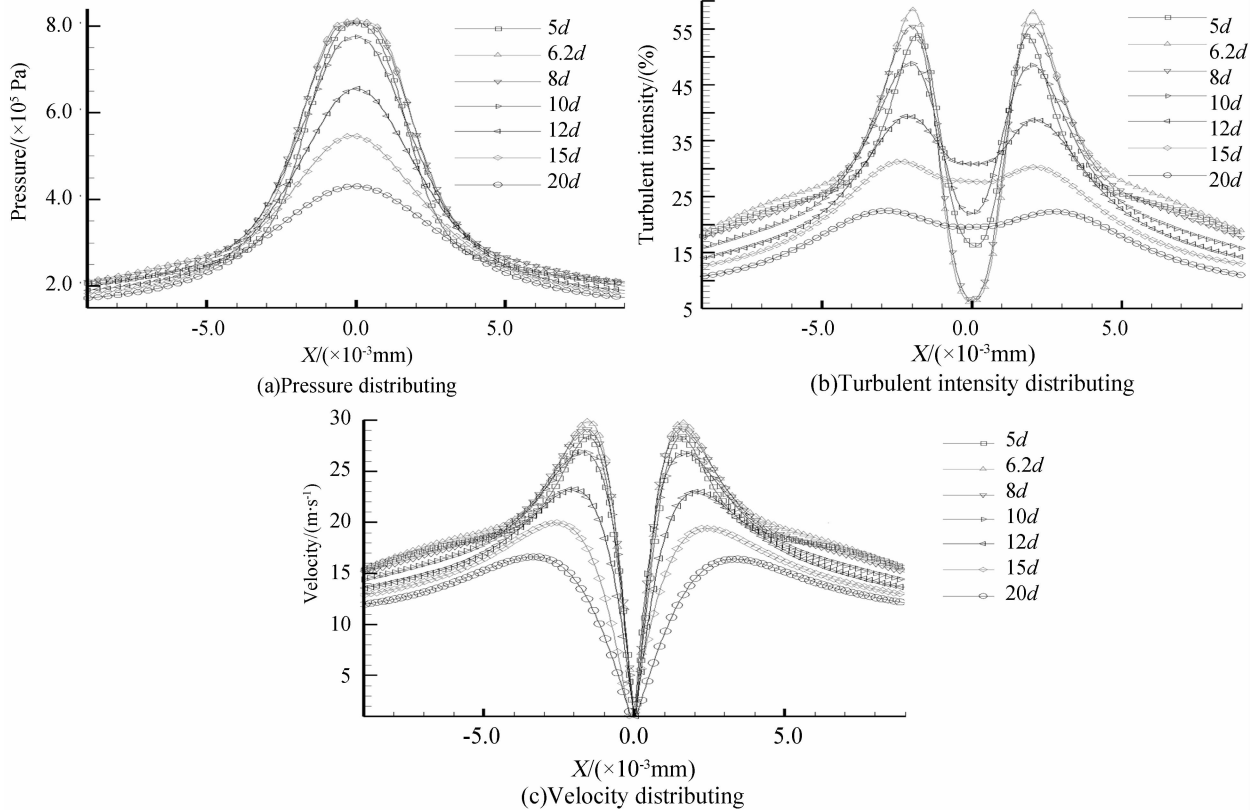 8.0
6.0
4.0
2.0
Pressure/(×10⁵ Pa)
5d
6.2d
8d
10d
12d
15d
20d
-5.0
0.0
5.0
X/(×10⁻³mm)
(a)Pressure distributing
55
45
35
25
15
5
Turbulent intensity/(%)
5d
6.2d
8d
10d
12d
15d
20d
-5.0
0.0
5.0
X/(×10⁻³mm)
(b)Turbulent intensity distributing
30
25
20
15
10
5
Velocity/(m·s⁻¹)
5d
6.2d
8d
10d
12d
15d
20d
-5.0
0.0
5.0
X/(×10⁻³mm)
(c)Velocity distributing